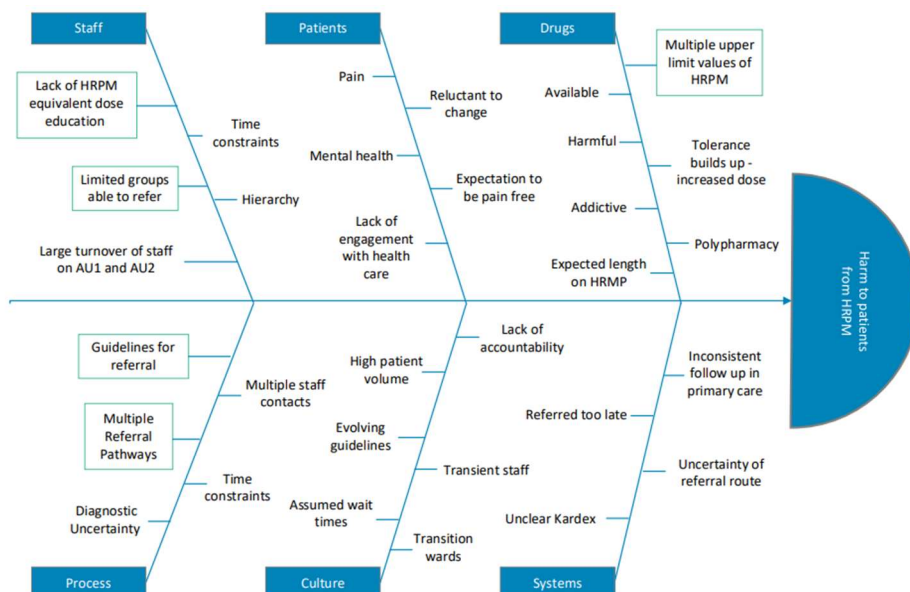 Staff
Patients
Drugs
Lack of HRPM
equivalent dose
education
Time
constraints
Limited groups
able to refer
Hierarchy
Large turnover of staff
on AU1 and AU2
Pain
Reluctant to
change
Mental health
Expectation to
be pain free
Lack of
engagement
with health
care
Multiple upper
limit values of
HRPM
Available
Harmful
Tolerance
builds up -
increased dose
Addictive
Polypharmacy
Expected length
on HRMP
Harm to patients
from HRPM
Guidelines for
referral
Multiple staff
contacts
Multiple
Referral
Pathways
Time
constraints
Diagnostic
Uncertainty
Lack of
accountability
High patient
volume
Evolving
guidelines
Transient staff
Assumed wait
times
Transition
wards
Inconsistent
follow up in
primary care
Referred too late
Uncertainty of
referral route
Unclear Kardex
Process
Culture
Systems